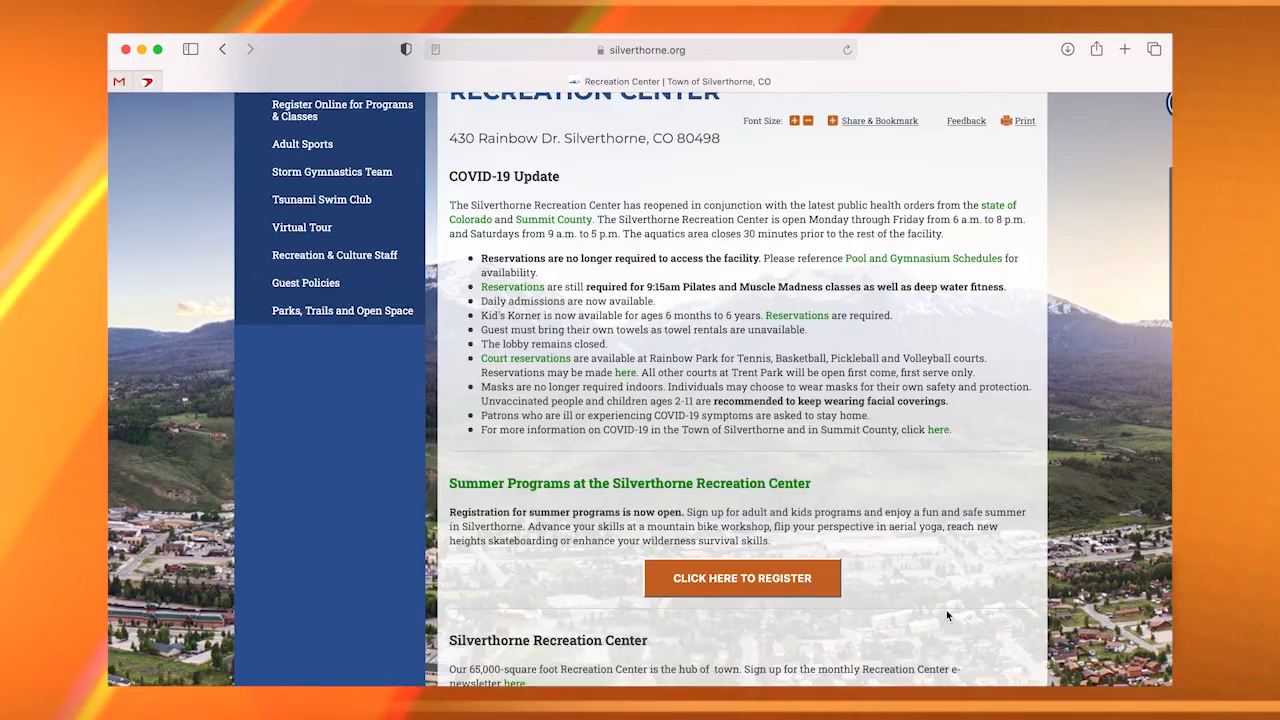 silverthorne.org
Recreation Center | Town of Silverthorne, CO
Register Online for Programs
& Classes
Adult Sports
Storm Gymnastics Team
Tsunami Swim Club
Virtual Tour
Recreation & Culture Staff
Guest Policies
Parks, Trails and Open Space
RECREATION CENTER
Font Size: Share & Bookmark Feedback Print
430 Rainbow Dr. Silverthorne, CO 80498
COVID-19 Update
The Silverthorne Recreation Center has reopened in conjunction with the latest public health orders from the state of
Colorado and Summit County. The Silverthorne Recreation Center is open Monday through Friday from 6 a.m. to 8 p.m.
and Saturdays from 9 a.m. to 5 p.m. The aquatics area closes 30 minutes prior to the rest of the facility.
Reservations are no longer required to access the facility. Please reference Pool and Gymnasium Schedules for
availability.
Reservations are still required for 9:15am Pilates and Muscle Madness classes as well as deep water fitness.
Daily admissions are now available.
Kid's Korner is now available for ages 6 months to 6 years. Reservations are required.
Guest must bring their own towels as towel rentals are unavailable.
The lobby remains closed.
Court reservations are available at Rainbow Park for Tennis, Basketball, Pickleball and Volleyball courts.
Reservations may be made here. All other courts at Trent Park will be open first come, first serve only.
Masks are no longer required indoors. Individuals may choose to wear masks for their own safety and protection.
Unvaccinated people and children ages 2-11 are recommended to keep wearing facial coverings.
Patrons who are ill or experiencing COVID-19 symptoms are asked to stay home.
For more information on COVID-19 in the Town of Silverthorne and in Summit County, click here.
Summer Programs at the Silverthorne Recreation Center
Registration for summer programs is now open. Sign up for adult and kids programs and enjoy a fun and safe summer
in Silverthorne. Advance your skills at a mountain bike workshop, flip your perspective in aerial yoga, reach new
heights skateboarding or enhance your wilderness survival skills.
CLICK HERE TO REGISTER
Silverthorne Recreation Center
Our 65,000-square foot Recreation Center is the hub of town. Sign up for the monthly Recreation Center e-
newsletter here.